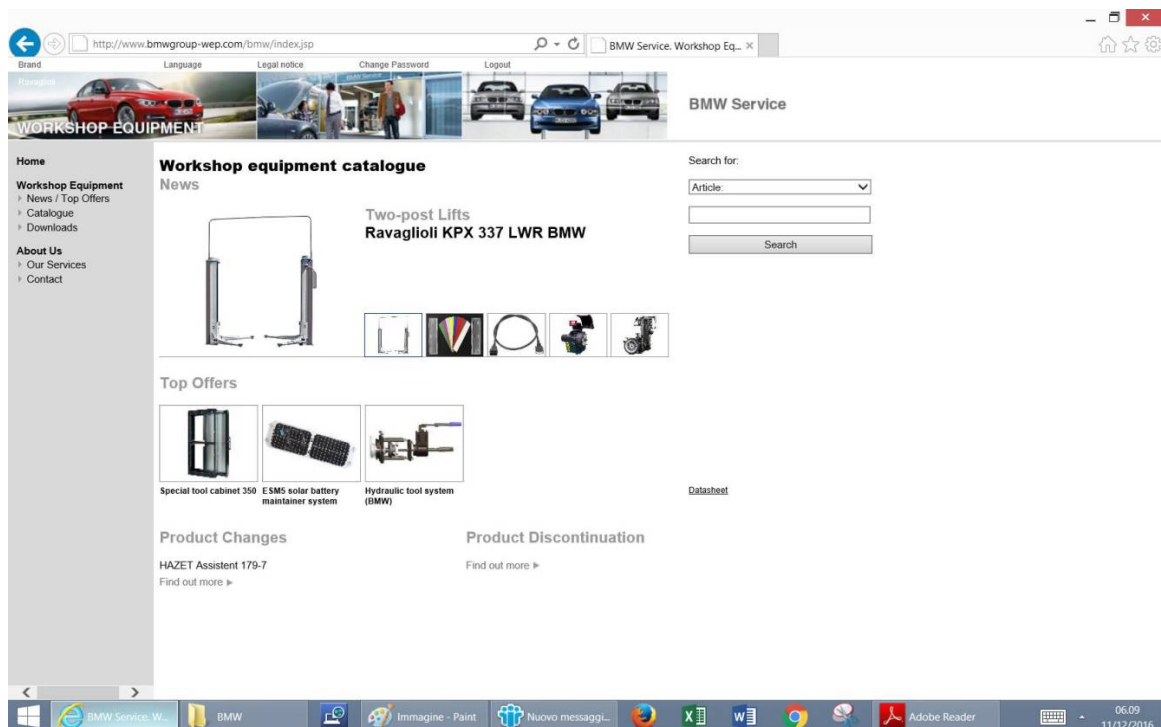 http://www.bmwgroup-wep.com/bmw/index.jsp
BMW Service. Workshop Eq...
Brand
Language
Legal notice
Change Password
Logout
Ravaglioli
WORKSHOP EQUIPMENT
BMW Service
BMW Service
Home
Workshop Equipment
News / Top Offers
Catalogue
Downloads
About Us
Our Services
Contact
Workshop equipment catalogue
News
Two-post Lifts
Ravaglioli KPX 337 LWR BMW
Search for:
Article:
Search
Top Offers
Special tool cabinet 350
ESM5 solar battery
maintainer system
Hydraulic tool system
(BMW)
Datasheet
Product Changes
HAZET Assistent 179-7
Find out more
Product Discontinuation
Find out more
BMW Service. W...
BMW
Immagine - Paint
Nuovo messaggi...
Adobe Reader
06.09
11/12/2016